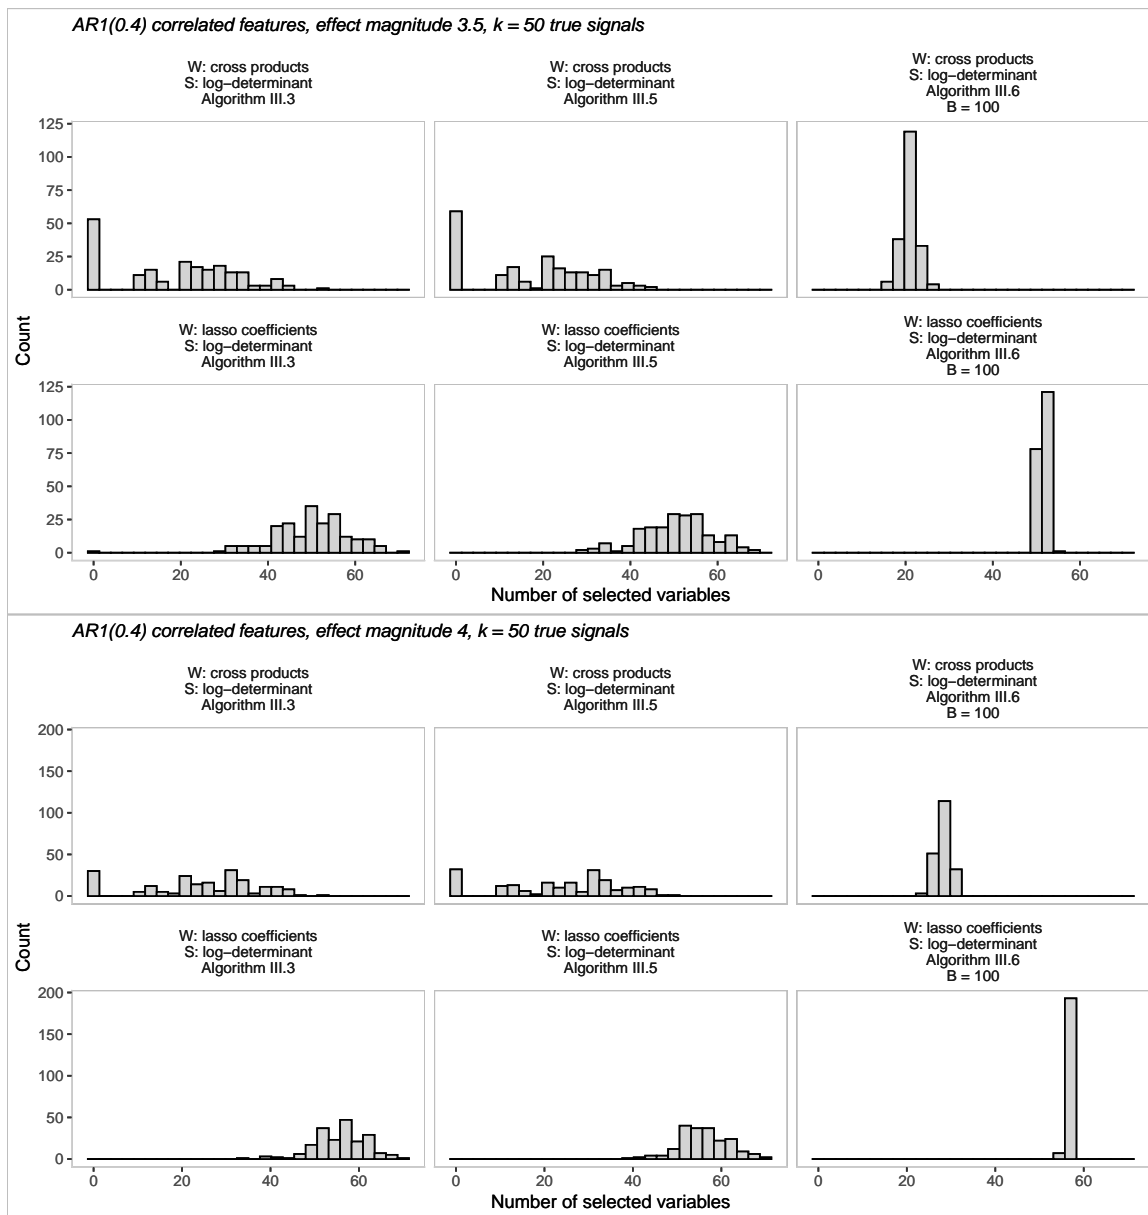 AR1(0.4) correlated features, effect magnitude 3.5, k = 50 true signals
W: cross products
S: log−determinant
Algorithm III.3
W: cross products
S: log−determinant
Algorithm III.5
W: cross products
S: log−determinant
Algorithm III.6
B = 100
125
100
75
50
25
0
W: lasso coefficients
S: log−determinant
Algorithm III.3
W: lasso coefficients
S: log−determinant
Algorithm III.5
W: lasso coefficients
S: log−determinant
Algorithm III.6
B = 100
Count
125
100
75
50
25
0
0 20 40 60
0 20 40 60
0 20 40 60
Number of selected variables
AR1(0.4) correlated features, effect magnitude 4, k = 50 true signals
W: cross products
S: log−determinant
Algorithm III.3
W: cross products
S: log−determinant
Algorithm III.5
W: cross products
S: log−determinant
Algorithm III.6
B = 100
200
150
100
50
0
W: lasso coefficients
S: log−determinant
Algorithm III.3
W: lasso coefficients
S: log−determinant
Algorithm III.5
W: lasso coefficients
S: log−determinant
Algorithm III.6
B = 100
Count
200
150
100
50
0
0 20 40 60
0 20 40 60
0 20 40 60
Number of selected variables